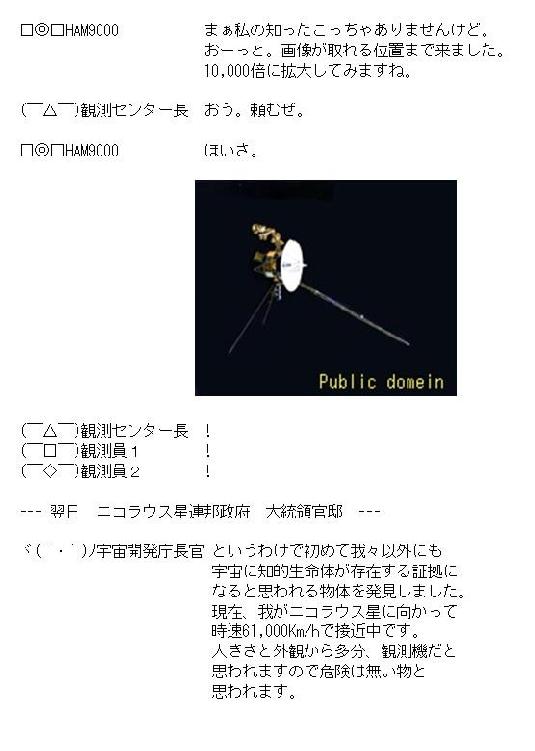 □◎□HAM9000 まぁ私の知ったこっちゃありませんけど。
おーっと。画像が取れる位置まで来ました。
10,000倍に拡大してみますね。
(￣△￣)観測センター長 おう。頼むぜ。
□◎□HAM9000 ほいさ。
Public domein
(￣△￣)観測センター長 !
(￣□￣)観測員1 !
(￣◇￣)観測員2 !
--- 翌日 ニコラウス星連邦政府 大統領官邸 ---
ヾ(｀・´)ﾉ宇宙開発庁長官 というわけで初めて我々以外にも
宇宙に知的生命体が存在する証拠に
なると思われる物体を発見しました。
現在、我がニコラウス星に向かって
時速61,000Km/hで接近中です。
大きさと外観から多分、観測機だと
思われますので危険は無い物と
思われます。